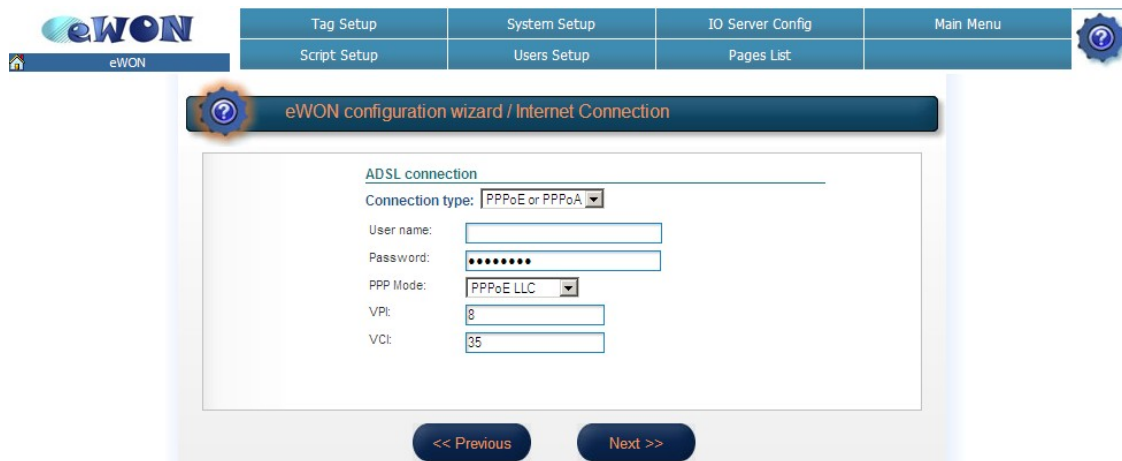 eWON
Tag Setup
System Setup
IO Server Config
Main Menu
eWON
Script Setup
Users Setup
Pages List
eWON configuration wizard / Internet Connection
ADSL connection
Connection type: PPPoE or PPPoA
User name:
Password: ••••••••
PPP Mode: PPPoE LLC
VPI: 8
VCI: 35
<< Previous
Next >>